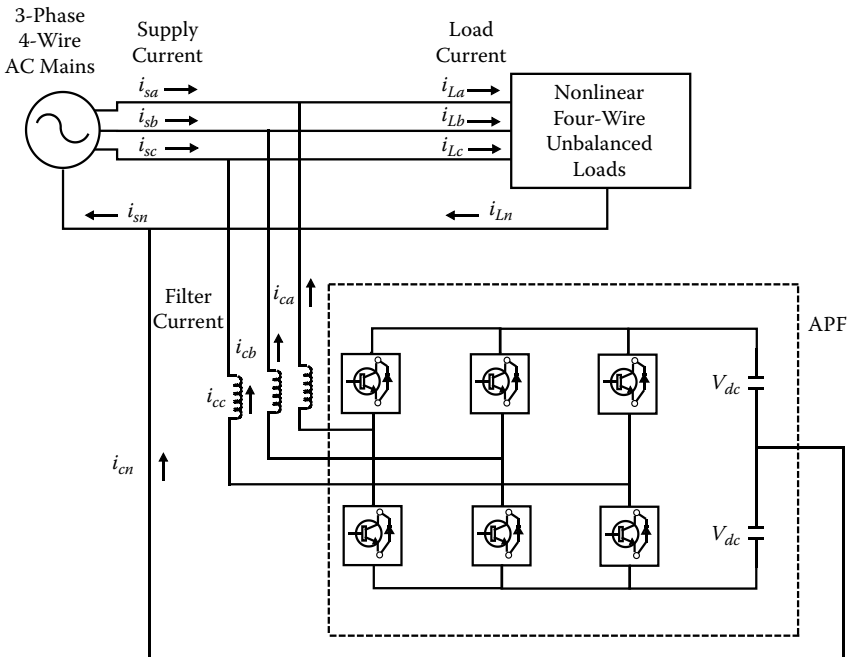 3-Phase
4-Wire
AC Mains
Supply
Current
Load
Current
i_sa
i_La
i_sb
i_Lb
i_sc
i_Lc
Nonlinear
Four-Wire
Unbalanced
Loads
i_sn
i_Ln
Filter
Current
i_ca
i_cb
i_cc
i_cn
APF
V_dc
V_dc